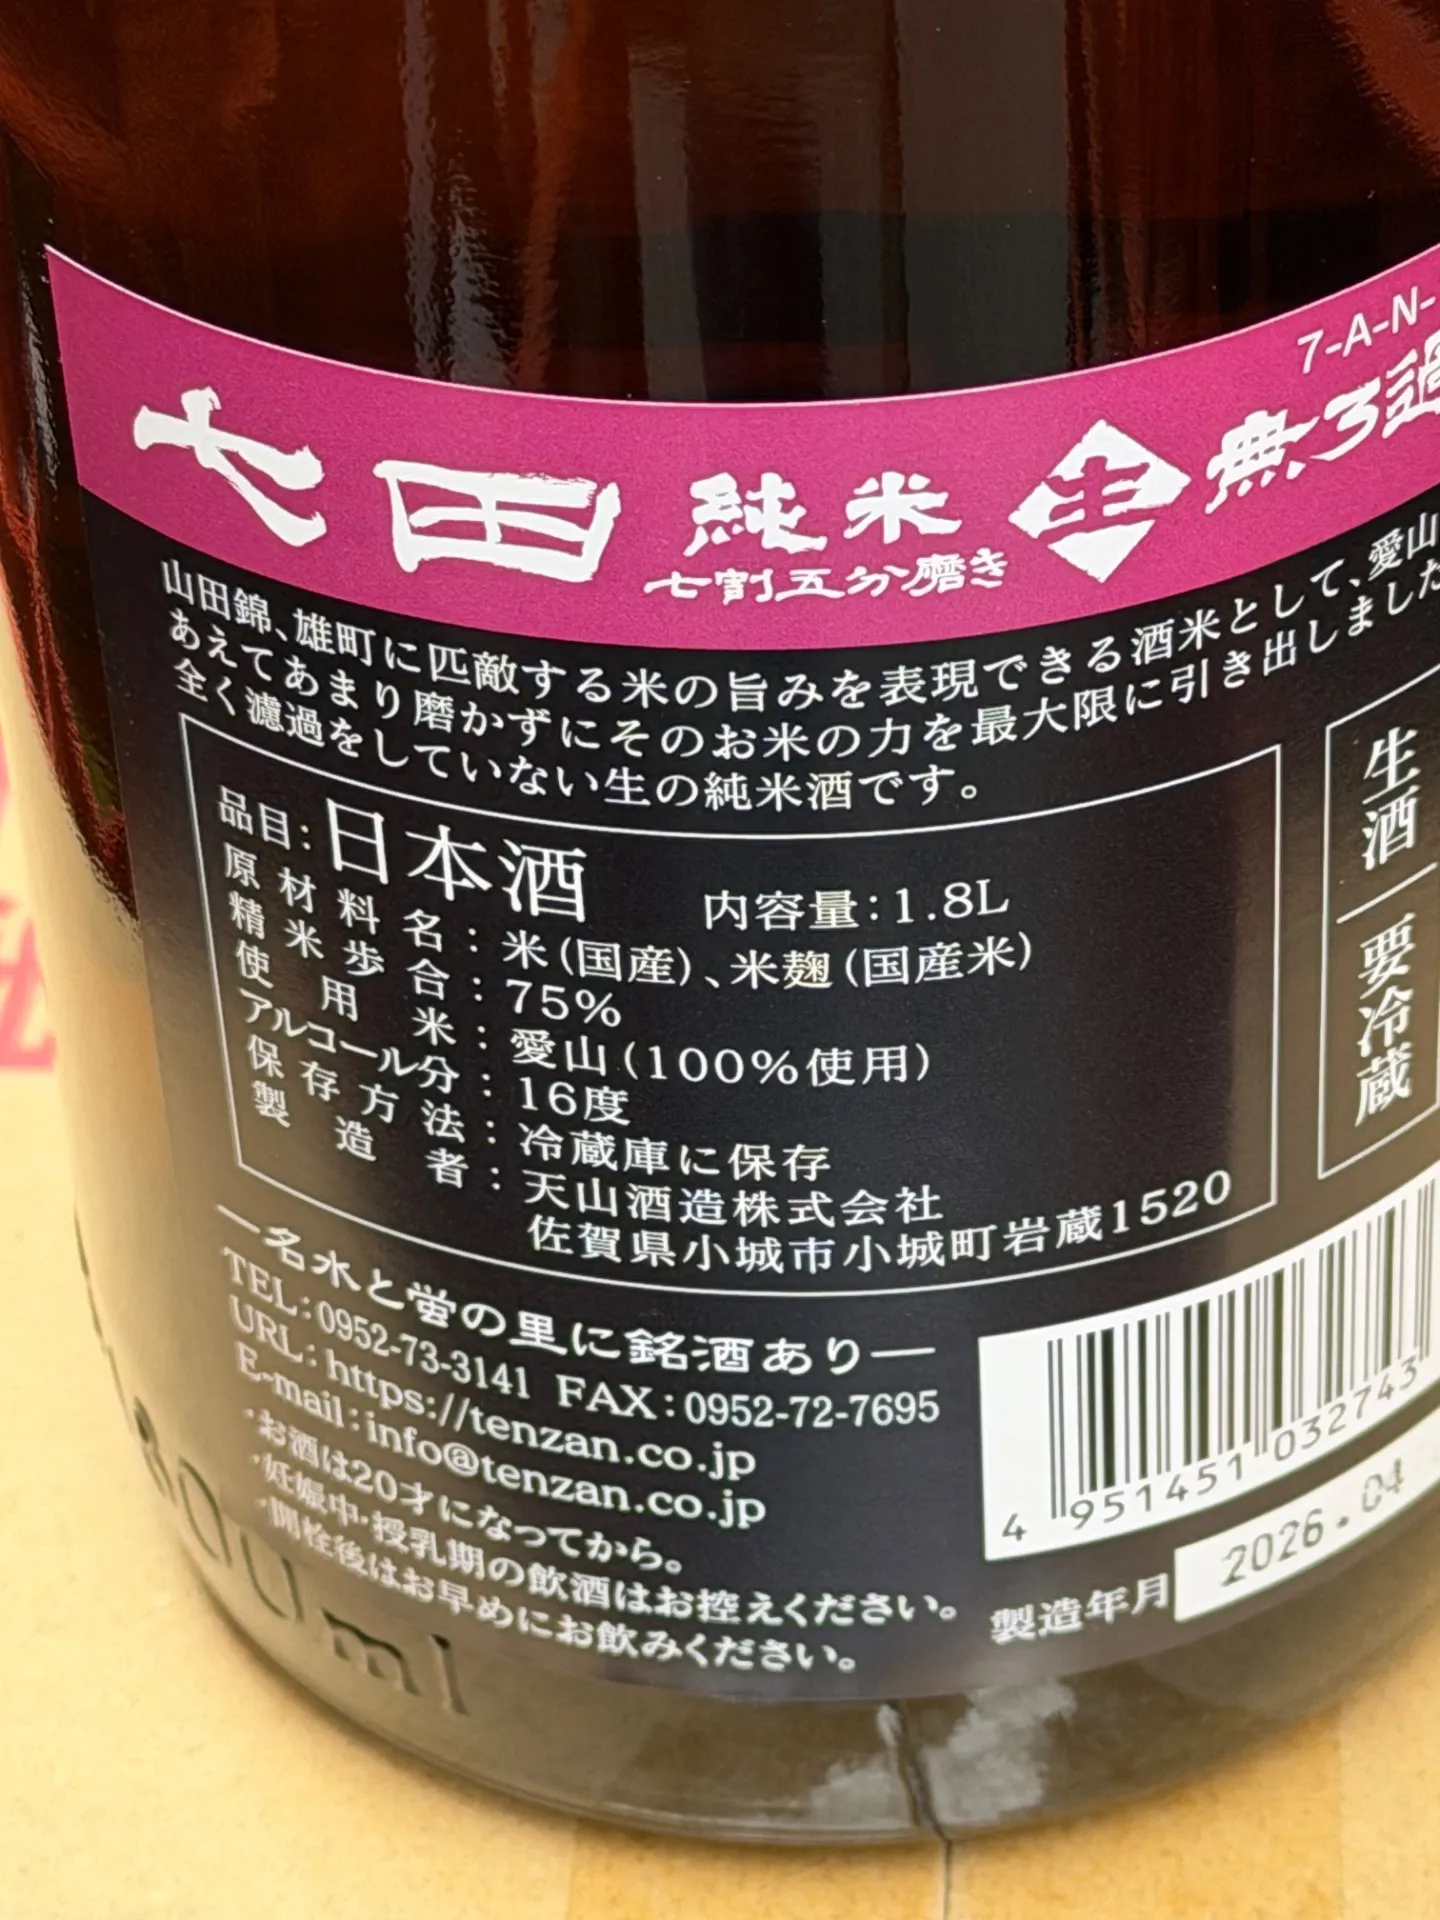 7-A-N-
七田 純米 生 無ろ過
七割五分磨き
山田錦、雄町に匹敵する米の旨みを表現できる酒米として、愛山
あえてあまり磨かずにそのお米の力を最大限に引き出しました
全く濾過をしていない生の純米酒です。
品目:日本酒 内容量:1.8L
原材料名:米(国産)、米麹(国産米)
精米歩合:75%
使用米:愛山(100%使用)
アルコール分:16度
保存方法:冷蔵庫に保存
製造者:天山酒造株式会社
佐賀県小城市小城町岩蔵1520
生酒
要冷蔵
―名水と蛍の里に銘酒あり―
TEL:0952-73-3141 FAX:0952-72-7695
URL:https://tenzan.co.jp
E-mail:info@tenzan.co.jp
・お酒は20才になってから。
・妊娠中・授乳期の飲酒はお控えください。
・開栓後はお早めにお飲みください。
4 951451 032743
製造年月 2026.04
1800ml